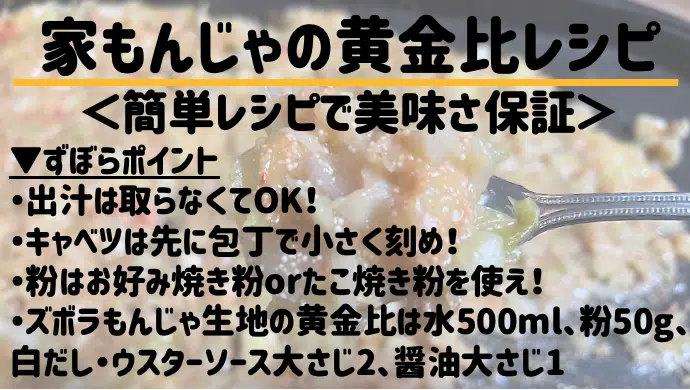 家もんじゃの黄金比レシピ
＜簡単レシピで美味さ保証＞
▼ずぼらポイント
・出汁は取らなくてOK！
・キャベツは先に包丁で小さく刻め！
・粉はお好み焼き粉orたこ焼き粉を使え！
・ズボラもんじゃ生地の黄金比は水500ml、粉50g、
白だし・ウスターソース大さじ2、醤油大さじ1